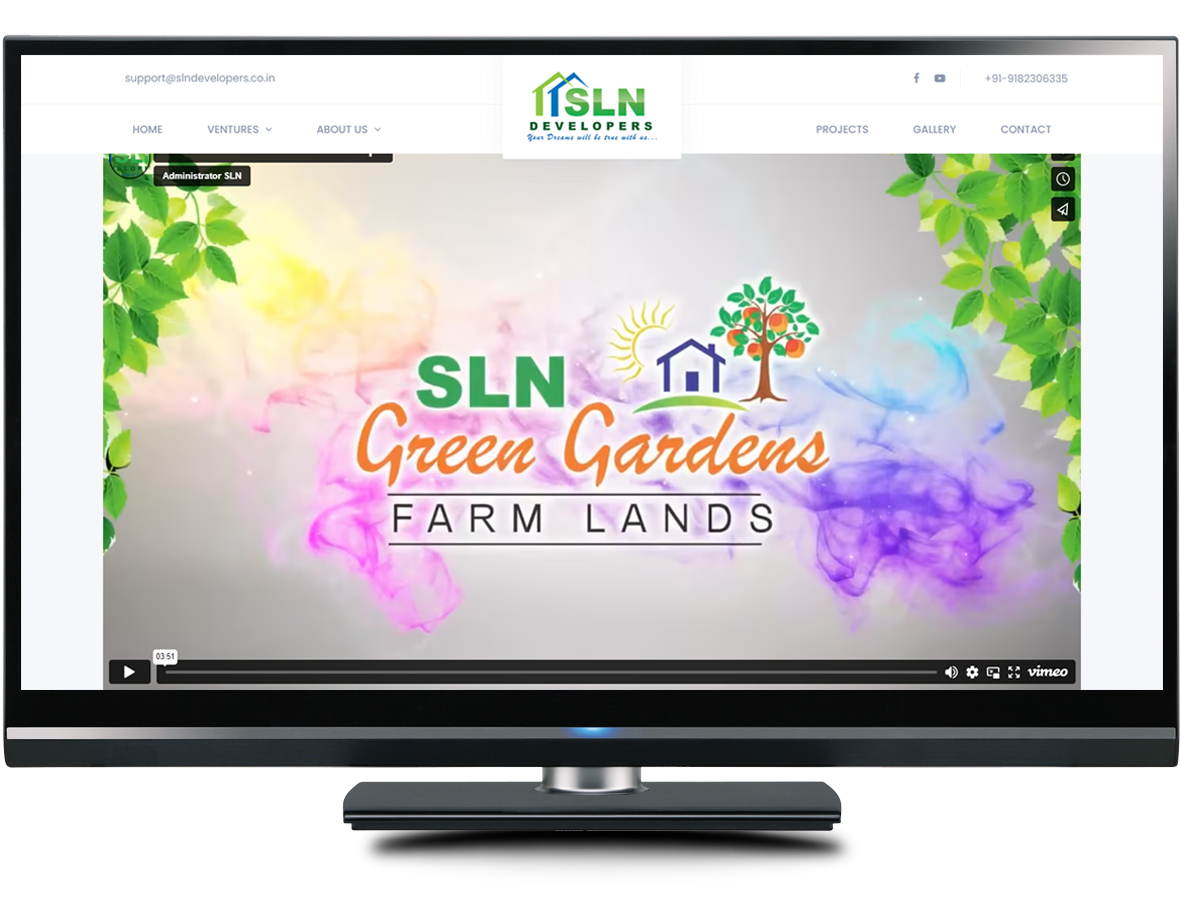 support@slndevelopers.co.in
+91-9182306335
SLN
DEVELOPERS
Your Dreams will be true with us...
HOME
VENTURES
ABOUT US
PROJECTS
GALLERY
CONTACT
Administrator SLN
SLN
Green Gardens
FARM LANDS
03:51
vimeo